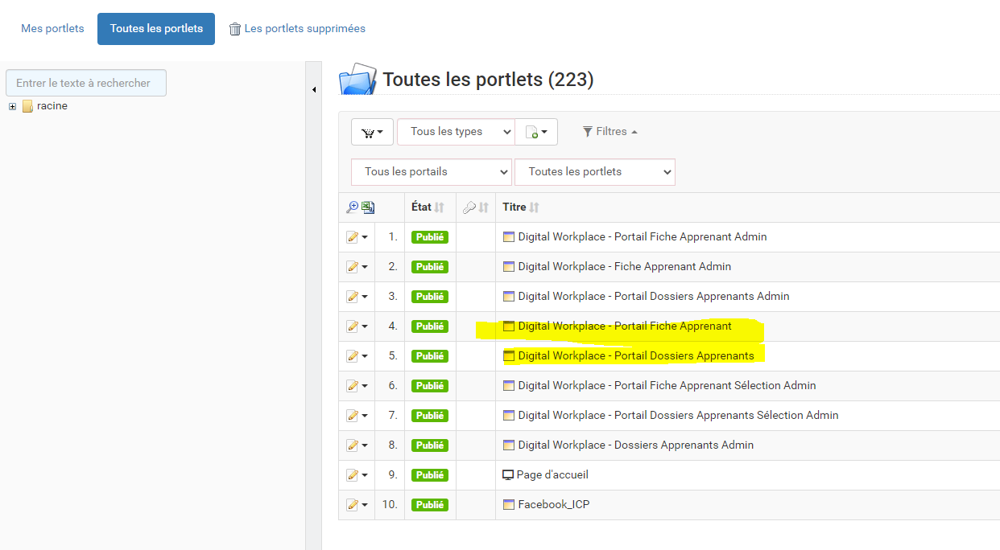 Mes portlets
Toutes les portlets
Les portlets supprimées
Entrer le texte à rechercher
racine
Toutes les portlets (223)
Tous les types
Filtres
Tous les portails
Toutes les portlets
État
Titre
1. Publié Digital Workplace - Portail Fiche Apprenant Admin
2. Publié Digital Workplace - Fiche Apprenant Admin
3. Publié Digital Workplace - Portail Dossiers Apprenants Admin
4. Publié Digital Workplace - Portail Fiche Apprenant
5. Publié Digital Workplace - Portail Dossiers Apprenants
6. Publié Digital Workplace - Portail Fiche Apprenant Sélection Admin
7. Publié Digital Workplace - Portail Dossiers Apprenants Sélection Admin
8. Publié Digital Workplace - Dossiers Apprenants Admin
9. Publié Page d'accueil
10. Publié Facebook_ICP